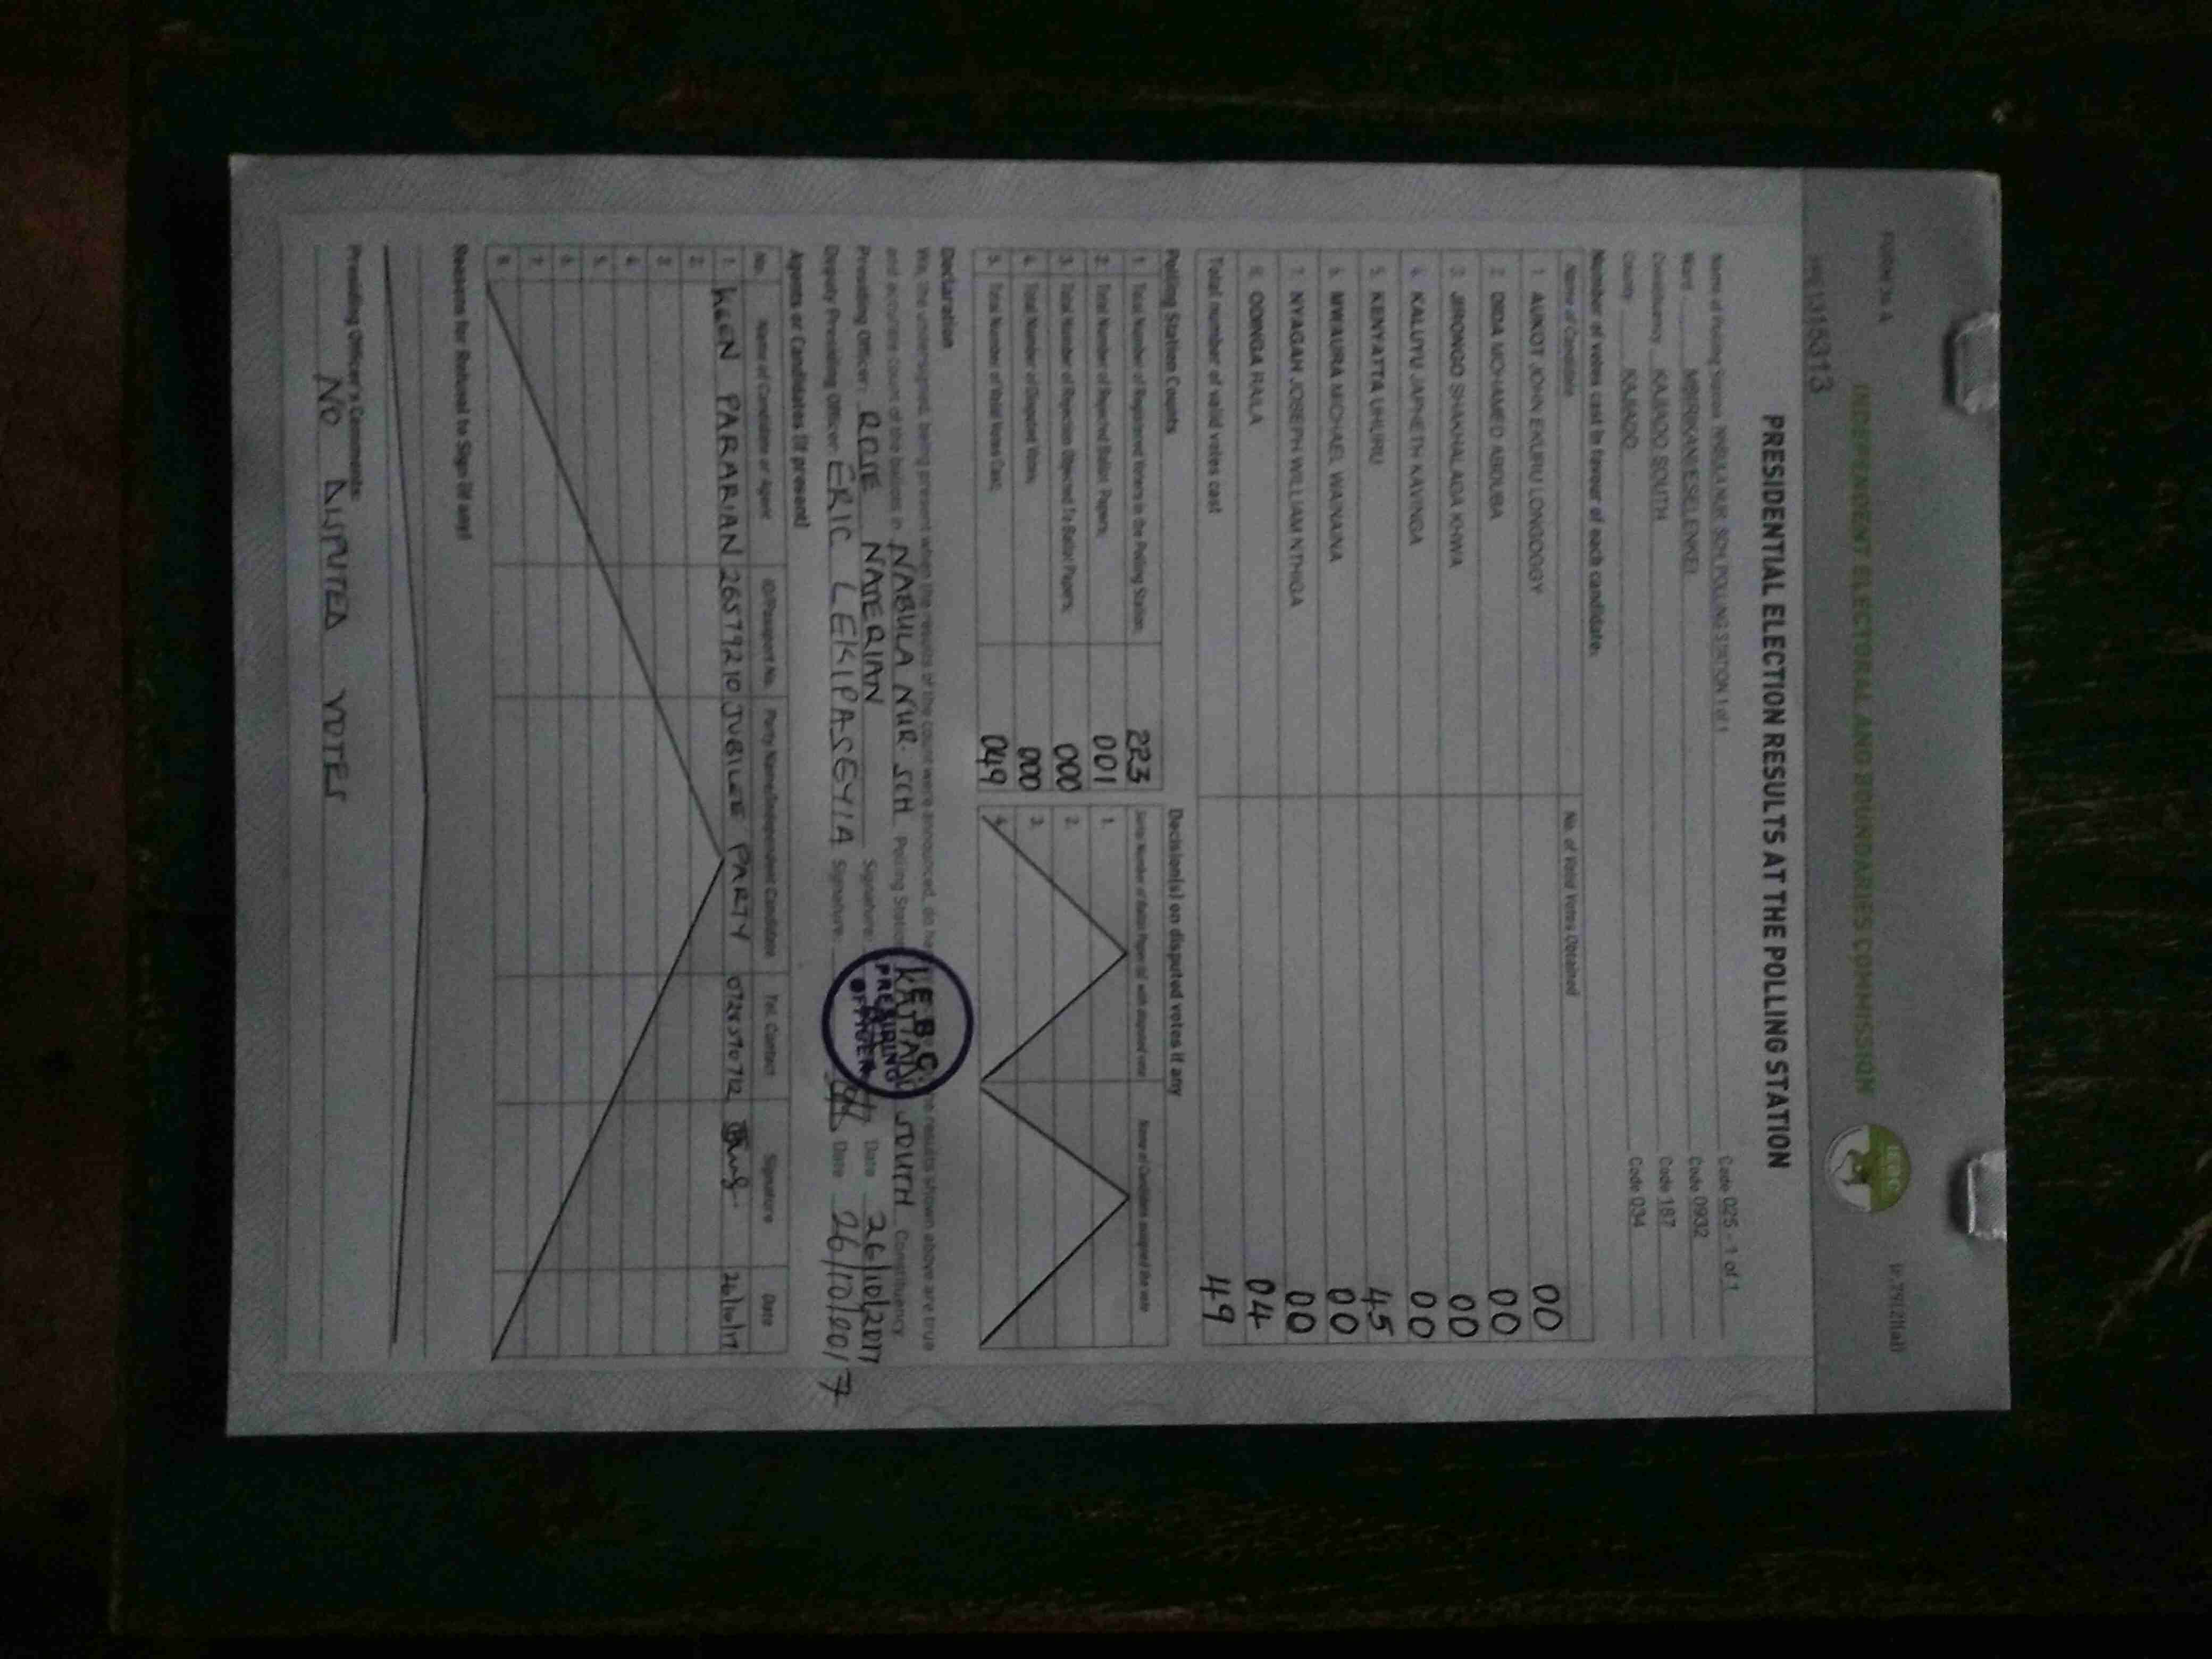 FORM 34 A
INDEPENDENT ELECTORAL AND BOUNDARIES COMMISSION
IEBC
r. 79(2)(a)
015313
PRESIDENTIAL ELECTION RESULTS AT THE POLLING STATION
Name of Polling Station NABULA NUR. SCH POLLING STATION 1 of 1 Code 025 - 1 of 1
Ward MBIRIKANI/ESELENKEI Code 0932
Constituency KAJIADO SOUTH Code 187
County KAJIADO Code 034
Number of votes cast in favour of each candidate:
Name of Candidate No. of Valid Votes Obtained
1. AUKOT JOHN EKURU LONGOGGY 00
2. DIDA MOHAMED ABDUBA 00
3. JIRONGO SHAKHALAGA KHWA 00
4. KALUYU JAPHETH KAVINGA 00
5. KENYATTA UHURU 45
6. MWAURA MICHAEL WAINAINA 00
7. NYAGAH JOSEPH WILLIAM NTHIGA 00
8. ODINGA RAILA 04
Total number of valid votes cast 49
Polling Station Counts Decision(s) on disputed votes if any
1. Total Number of Registered Voters in the Polling Station; 223
2. Total Number of Rejected Ballot Papers; 001
3. Total Number of Rejection Objected To Ballot Papers; 000
4. Total Number of Disputed Votes; 000
5. Total Number of Valid Votes Cast; 049
Serial Number of Ballot Paper(s) with disputed vote Name of Candidate assigned the vote
1.
2.
3.
4.
Declaration
We, the undersigned, being present when the results of the count were announced, do the results shown above are true
and accurate count of the ballots in NABULA NUR. SCH Polling SOUTH Constituency
Presiding Officer: NATERIAN Signature: Date 26/10/2017
Deputy Presiding Officer: ERIC LEKIPASEYIA Signature: Date 26/10/2017
PRESIDING
OFFICER
Agents or Candidates (if present)
No. Name of Candidate or Agent ID/Passport No. Party Name/Independent Candidate Tel. Contact Signature Date
1. KEEN PARARIAN 26579210 JUBILEE PARTY 0728570712 26/10/17
2.
3.
4.
5.
6.
7.
8.
Reasons for Refusal to Sign (if any)
Presiding Officer's Comments:
NO DISPUTED VOTES